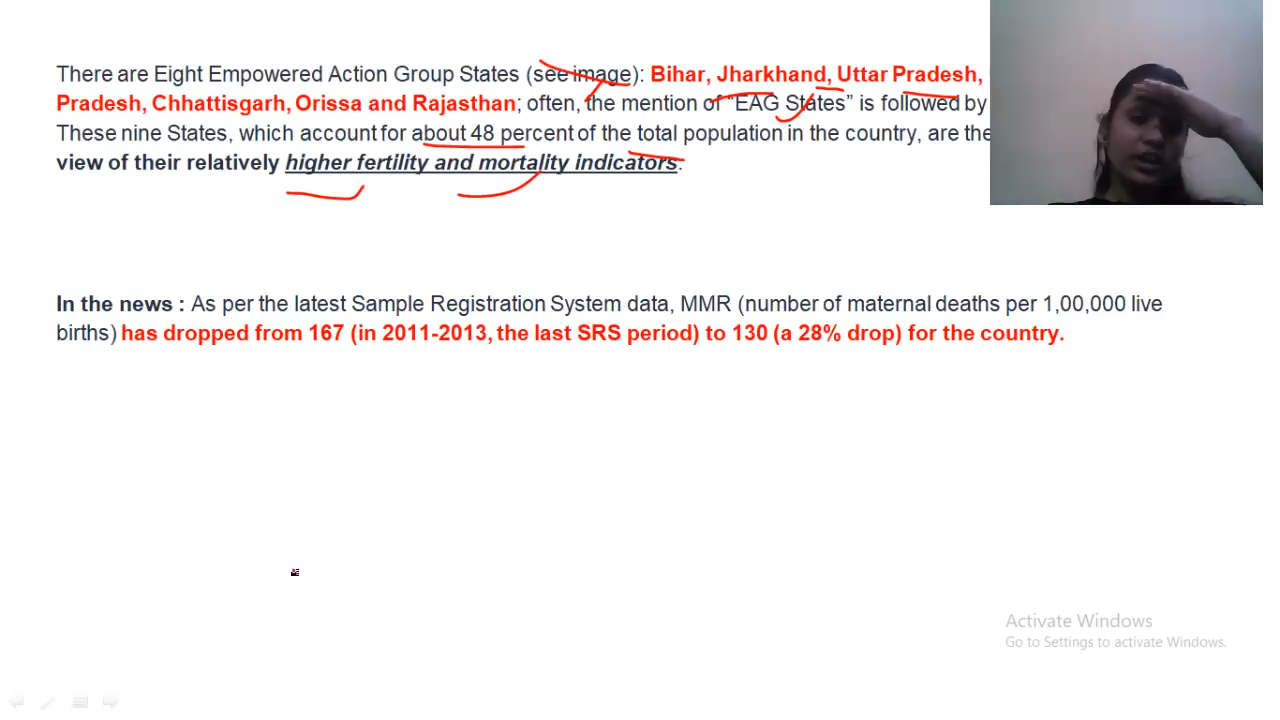 There are Eight Empowered Action Group States (see image): Bihar, Jharkhand, Uttar Pradesh,
Pradesh, Chhattisgarh, Orissa and Rajasthan; often, the mention of “EAG States” is followed by
These nine States, which account for about 48 percent of the total population in the country, are the
view of their relatively higher fertility and mortality indicators.
In the news : As per the latest Sample Registration System data, MMR (number of maternal deaths per 1,00,000 live
births) has dropped from 167 (in 2011-2013, the last SRS period) to 130 (a 28% drop) for the country.
Activate Windows
Go to Settings to activate Windows.